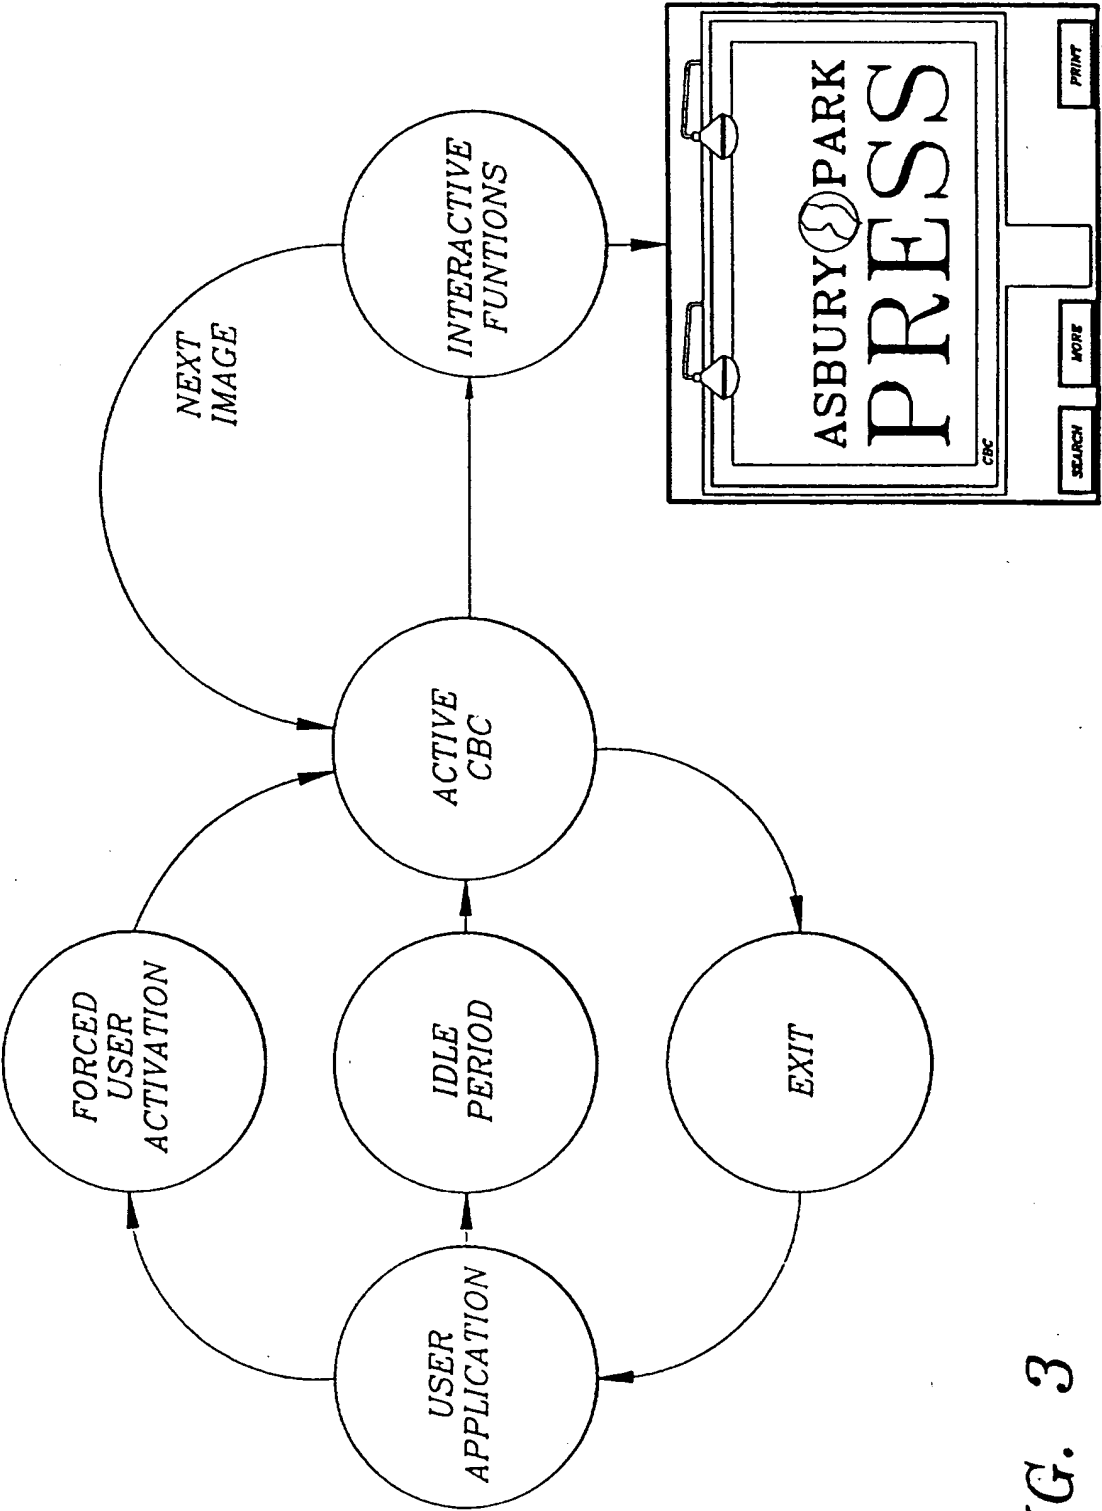 FORCED
USER
ACTIVATION
NEXT
IMAGE
USER
APPLICATION
IDLE
PERIOD
ACTIVE
CBC
INTERACTIVE
FUNTIONS
EXIT
ASBURY PARK
PRESS
CBC
SEARCH
MORE
PRINT
G. 3